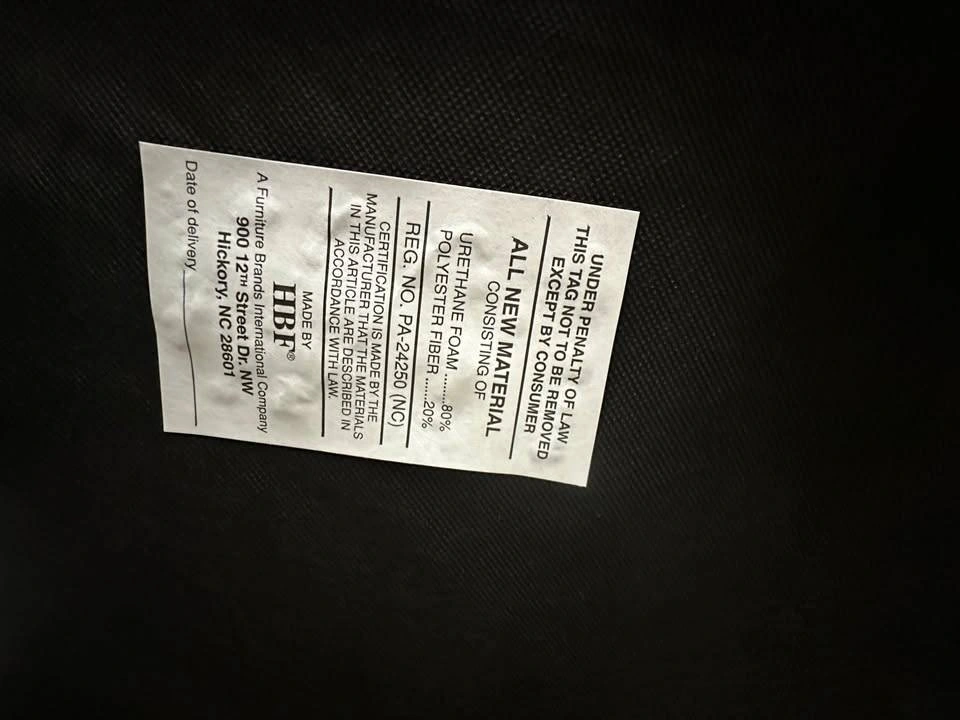 UNDER PENALTY OF LAW
THIS TAG NOT TO BE REMOVED
EXCEPT BY CONSUMER
ALL NEW MATERIAL
CONSISTING OF
URETHANE FOAM.........80%
POLYESTER FIBER ......20%
REG. NO. PA-24250 (NC)
CERTIFICATION IS MADE BY THE
MANUFACTURER THAT THE MATERIALS
IN THIS ARTICLE ARE DESCRIBED IN
ACCORDANCE WITH LAW.
MADE BY
HBF®
A Furniture Brands International Company
900 12TH Street Dr. NW
Hickory, NC 28601
Date of delivery